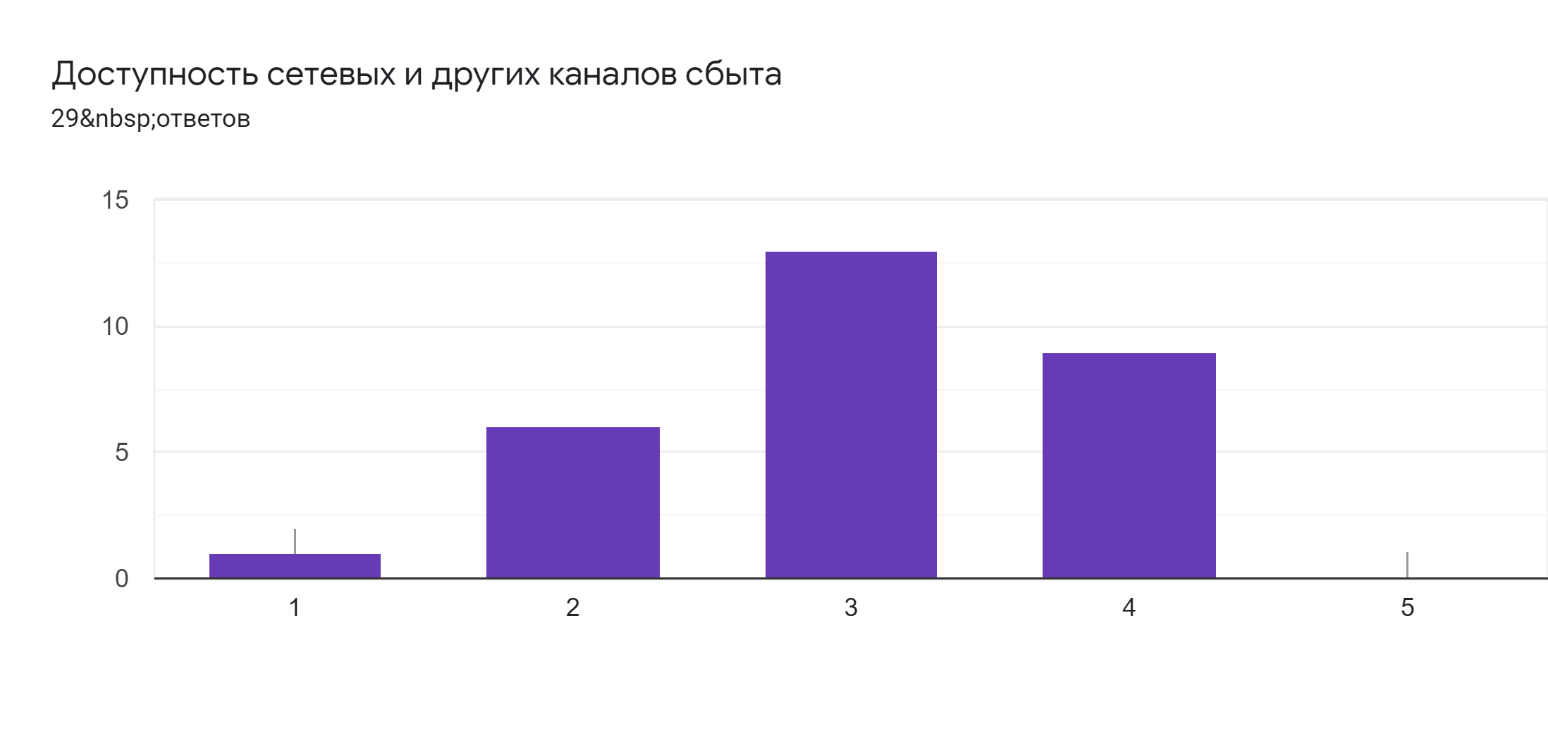 Доступность сетевых и других каналов сбыта
29&nbsp;ответов
15
10
5
0
1 2 3 4 5